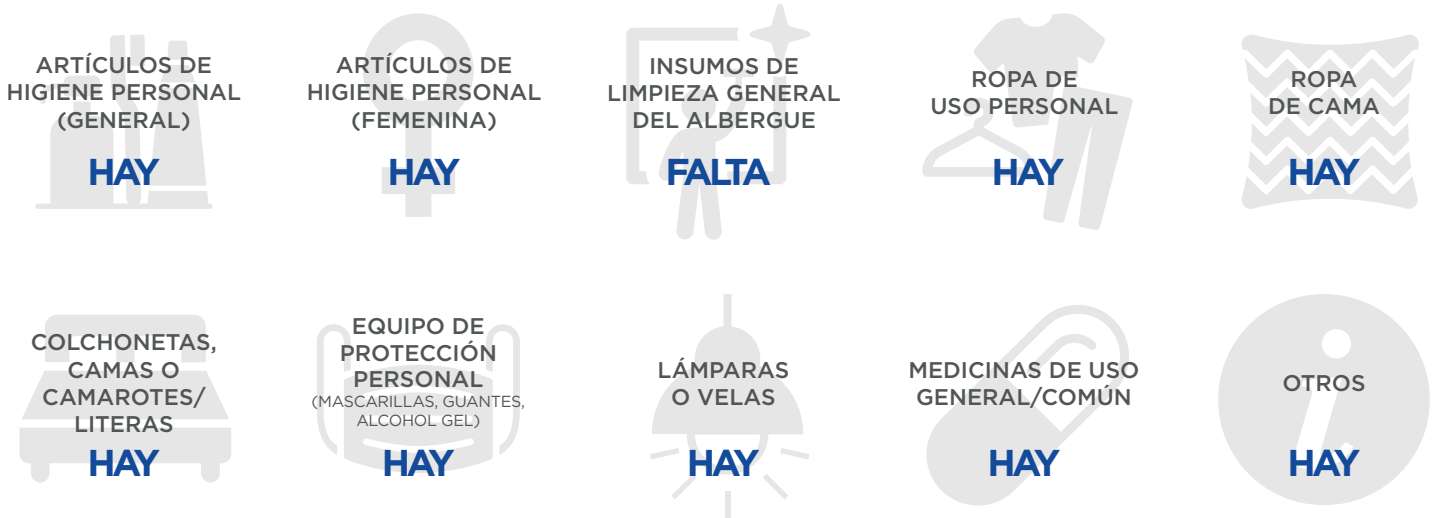 ARTÍCULOS DE
HIGIENE PERSONAL
(GENERAL)
HAY
ARTÍCULOS DE
HIGIENE PERSONAL
(FEMENINA)
HAY
INSUMOS DE
LIMPIEZA GENERAL
DEL ALBERGUE
FALTA
ROPA DE
USO PERSONAL
HAY
ROPA
DE CAMA
HAY
COLCHONETAS,
CAMAS O
CAMAROTES/
LITERAS
HAY
EQUIPO DE
PROTECCIÓN
PERSONAL
(MASCARILLAS, GUANTES,
ALCOHOL GEL)
HAY
LÁMPARAS
O VELAS
HAY
MEDICINAS DE USO
GENERAL/COMÚN
HAY
OTROS
HAY